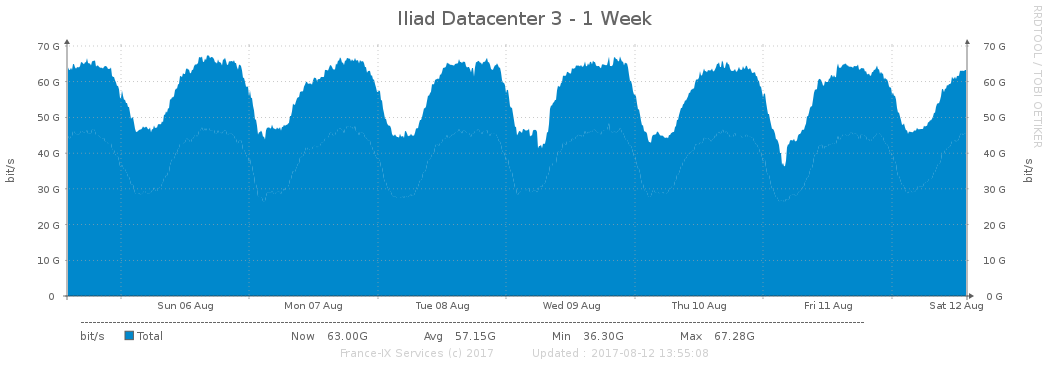 Iliad Datacenter 3 - 1 Week
RRDTOOL / TOBI OETIKER
70 G 70 G
60 G 60 G
50 G 50 G
40 G 40 G
bit/s bit/s
30 G 30 G
20 G 20 G
10 G 10 G
0 0 G
Sun 06 Aug Mon 07 Aug Tue 08 Aug Wed 09 Aug Thu 10 Aug Fri 11 Aug Sat 12 Aug
bit/s Total Now 63.00G Avg 57.15G Min 36.30G Max 67.28G
France-IX Services (c) 2017 Updated : 2017-08-12 13:55:08